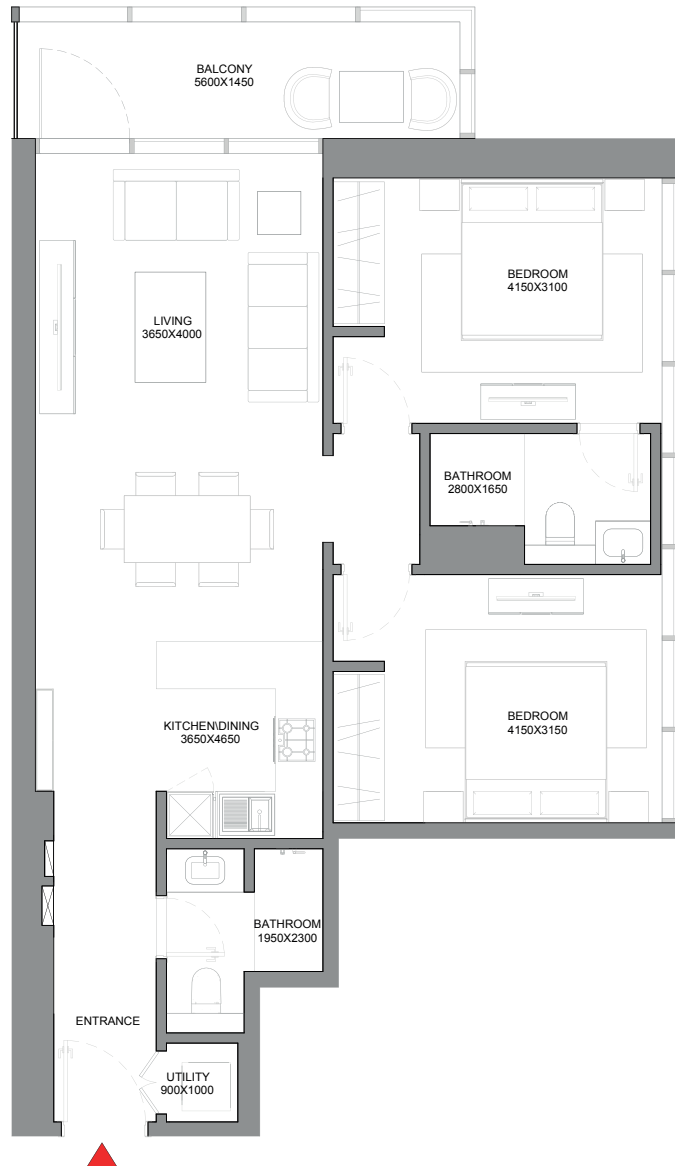 BALCONY
5600X1450
BEDROOM
4150X3100
LIVING
3650X4000
BATHROOM
2800X1650
KITCHEN\DINING
3650X4650
BEDROOM
4150X3150
BATHROOM
1950X2300
ENTRANCE
UTILITY
900X1000